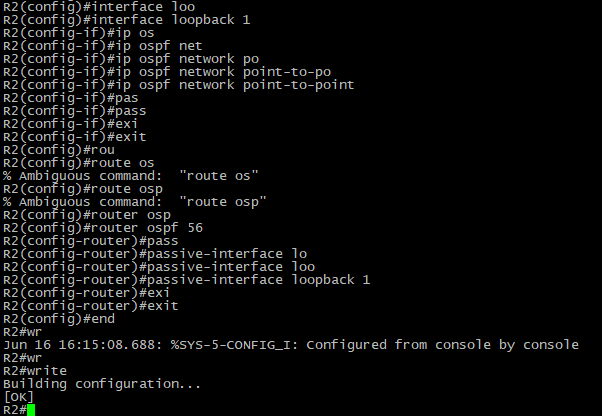 R2(config)#interface loo
R2(config)#interface loopback 1
R2(config-if)#ip os
R2(config-if)#ip ospf net
R2(config-if)#ip ospf network po
R2(config-if)#ip ospf network point-to-po
R2(config-if)#ip ospf network point-to-point
R2(config-if)#pas
R2(config-if)#pass
R2(config-if)#exi
R2(config-if)#exit
R2(config)#rou
R2(config)#route os
% Ambiguous command:  "route os"
R2(config)#route osp
% Ambiguous command:  "route osp"
R2(config)#router osp
R2(config)#router ospf 56
R2(config-router)#pass
R2(config-router)#passive-interface lo
R2(config-router)#passive-interface loo
R2(config-router)#passive-interface loopback 1
R2(config-router)#exi
R2(config-router)#exit
R2(config)#end
R2#wr
Jun 16 16:15:08.688: %SYS-5-CONFIG_I: Configured from console by console
R2#wr
R2#write
Building configuration...
[OK]
R2#